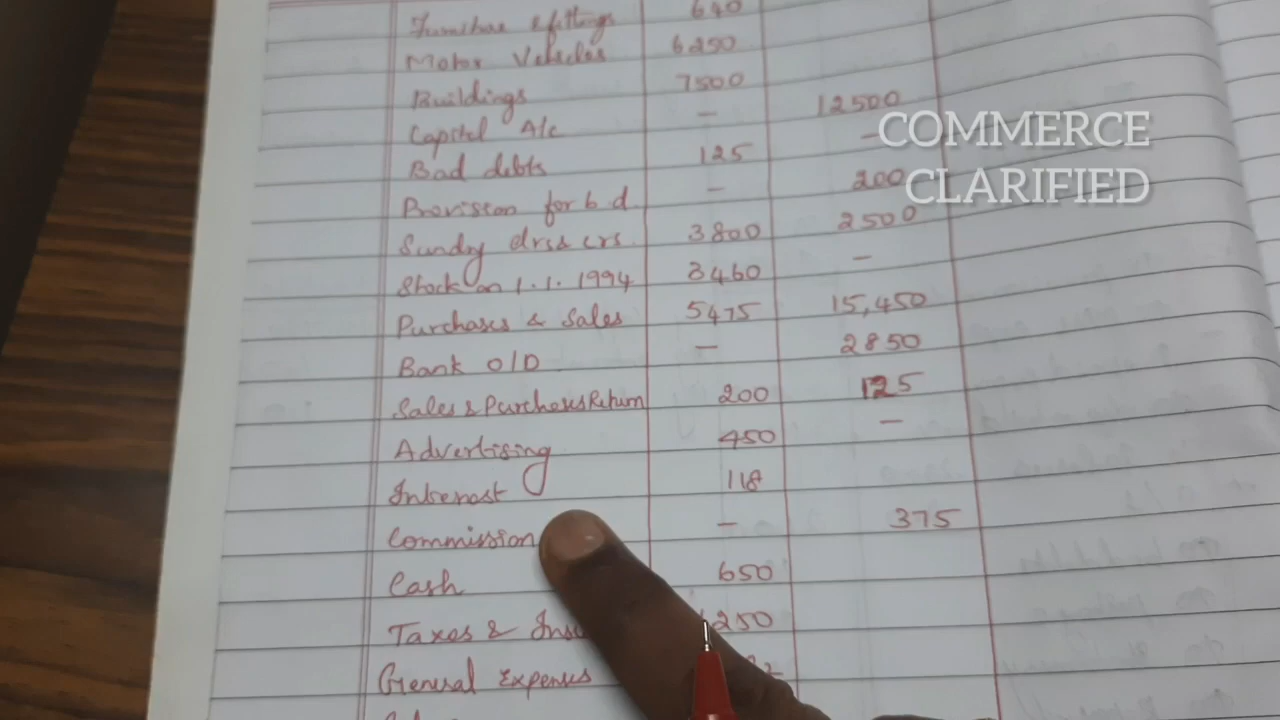 Furniture & fittings 640
Motor Vehicles 6250
Buildings 7500
Capital A/c — 12500
Bad debts 125 —
Provision for b.d. — 200
Sundry drs & crs 3800 2500
Stock on 1.1.1994 3460 —
Purchases & Sales 5475 15,450
Bank O/D — 2850
Sales & Purchases Return 200 125
Advertising 450 —
Interest 118
Commission — 375
Cash 650
Taxes &
General Expenses
COMMERCE
CLARIFIED